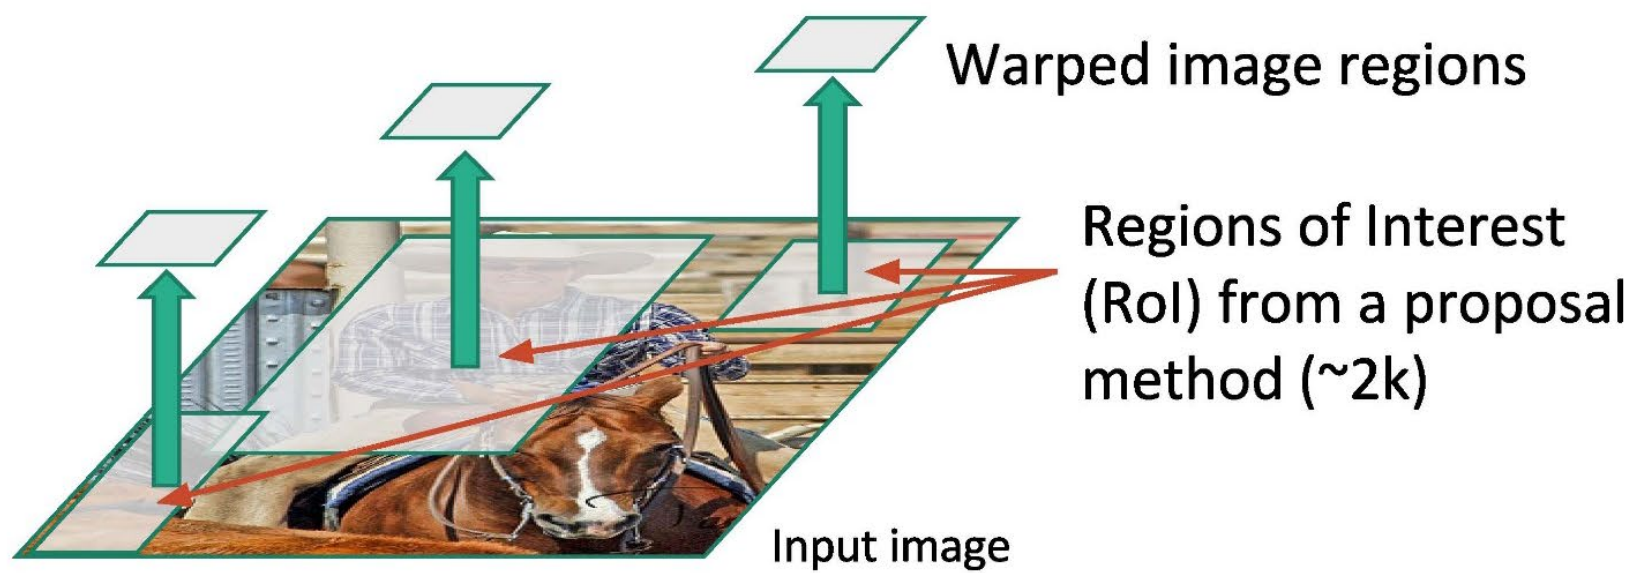 Warped image regions
Regions of Interest
(RoI) from a proposal
method (~2k)
Input image